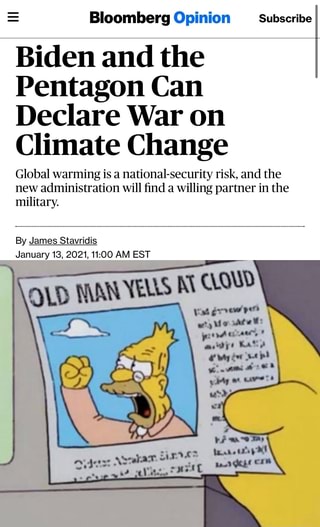 Bloomberg Opinion Subscribe
Biden and the
Pentagon Can
Declare War on
Climate Change
Global warming is a national-security risk, and the
new administration will find a willing partner in the
military.
By James Stavridis
January 13, 2021, 11:00 AM EST
OLD MAN YELLS AT CLOUD